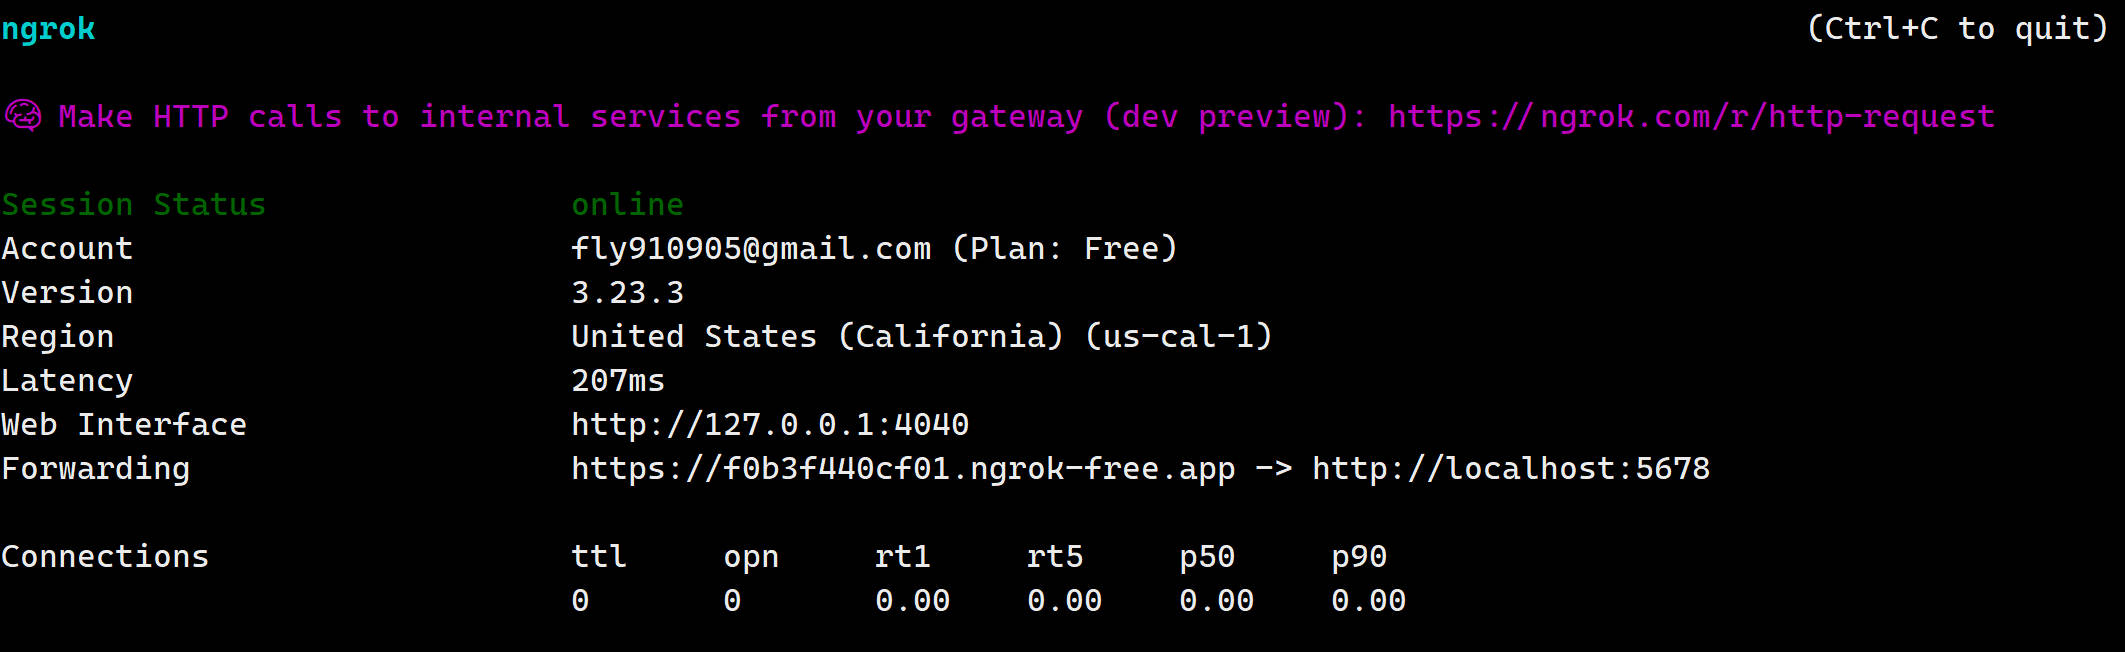 ngrok (Ctrl+C to quit)
🧠 Make HTTP calls to internal services from your gateway (dev preview): https://ngrok.com/r/http-request
Session Status online
Account fly910905@gmail.com (Plan: Free)
Version 3.23.3
Region United States (California) (us-cal-1)
Latency 207ms
Web Interface http://127.0.0.1:4040
Forwarding https://f0b3f440cf01.ngrok-free.app -> http://localhost:5678
Connections ttl opn rt1 rt5 p50 p90
0 0 0.00 0.00 0.00 0.00